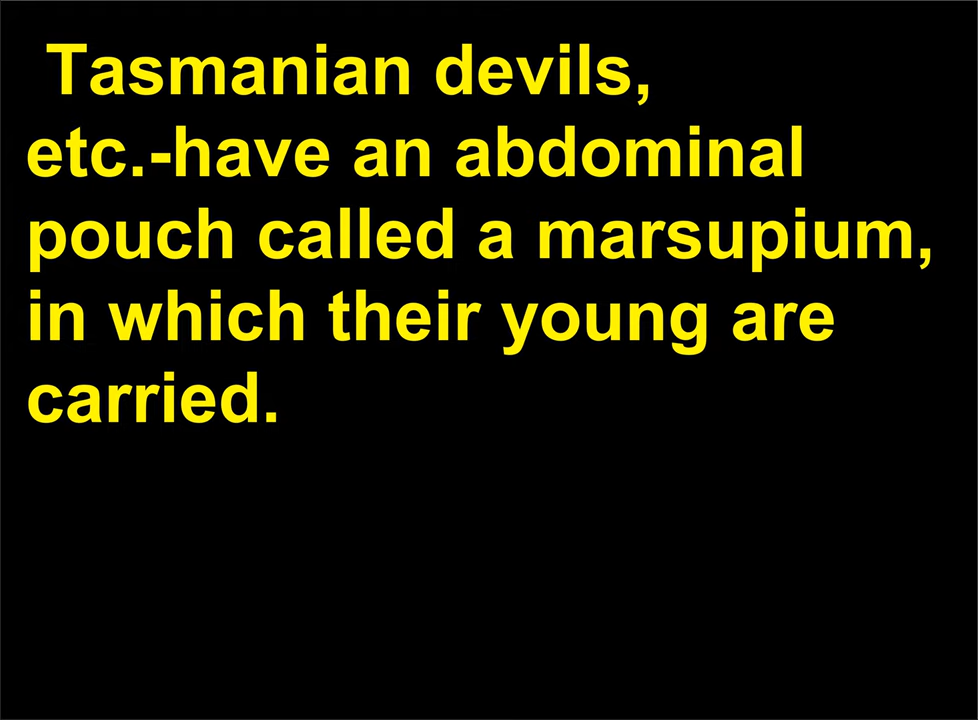 Tasmanian devils,
etc.-have an abdominal
pouch called a marsupium,
in which their young are
carried.